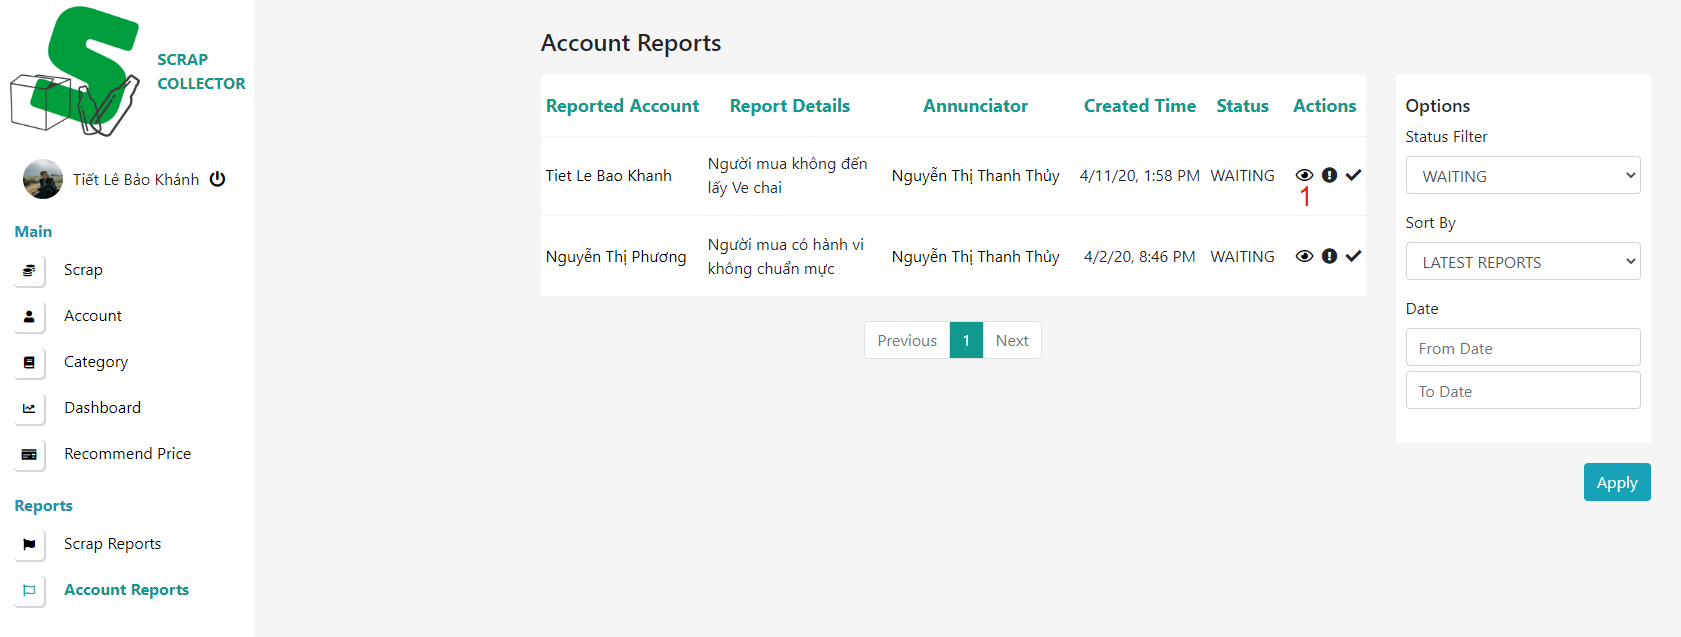 SCRAP
COLLECTOR
Tiết Lê Bảo Khánh
Main
Scrap
Account
Category
Dashboard
Recommend Price
Reports
Scrap Reports
Account Reports
Account Reports
Reported Account Report Details Annunciator Created Time Status Actions
Tiet Le Bao Khanh Người mua không đến lấy Ve chai Nguyễn Thị Thanh Thủy 4/11/20, 1:58 PM WAITING
1
Nguyễn Thị Phương Người mua có hành vi không chuẩn mực Nguyễn Thị Thanh Thủy 4/2/20, 8:46 PM WAITING
Previous 1 Next
Options
Status Filter
WAITING
Sort By
LATEST REPORTS
Date
From Date
To Date
Apply